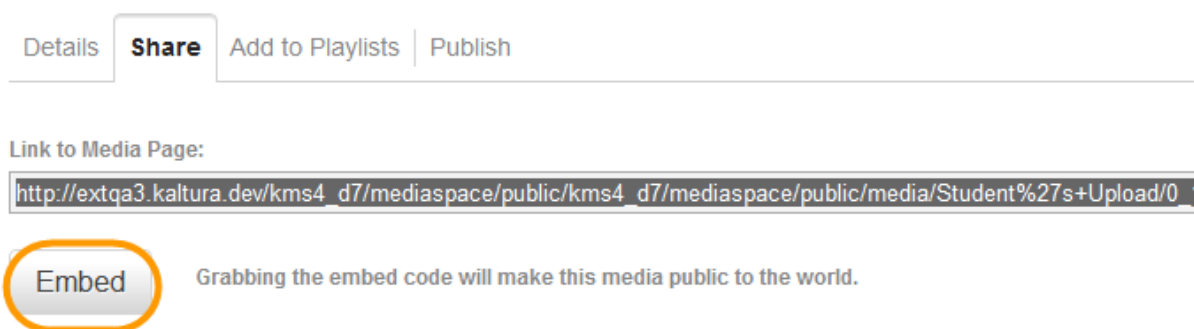 Details Share Add to Playlists Publish
Link to Media Page:
http://extqa3.kaltura.dev/kms4_d7/mediaspace/public/kms4_d7/mediaspace/public/media/Student%27s+Upload/0_
Embed Grabbing the embed code will make this media public to the world.